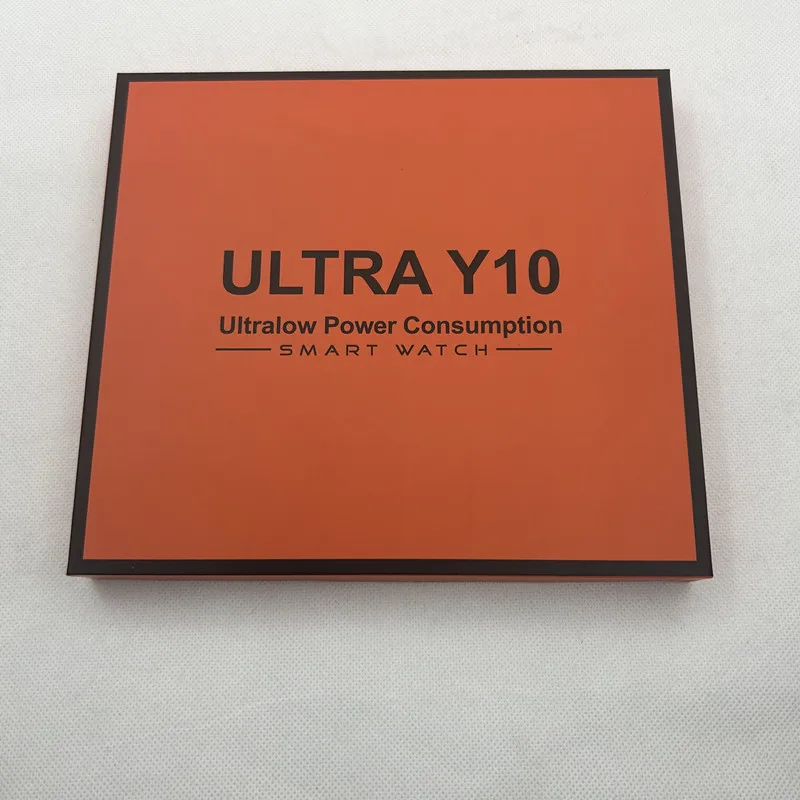 ULTRA Y10
Ultralow Power Consumption
SMART WATCH